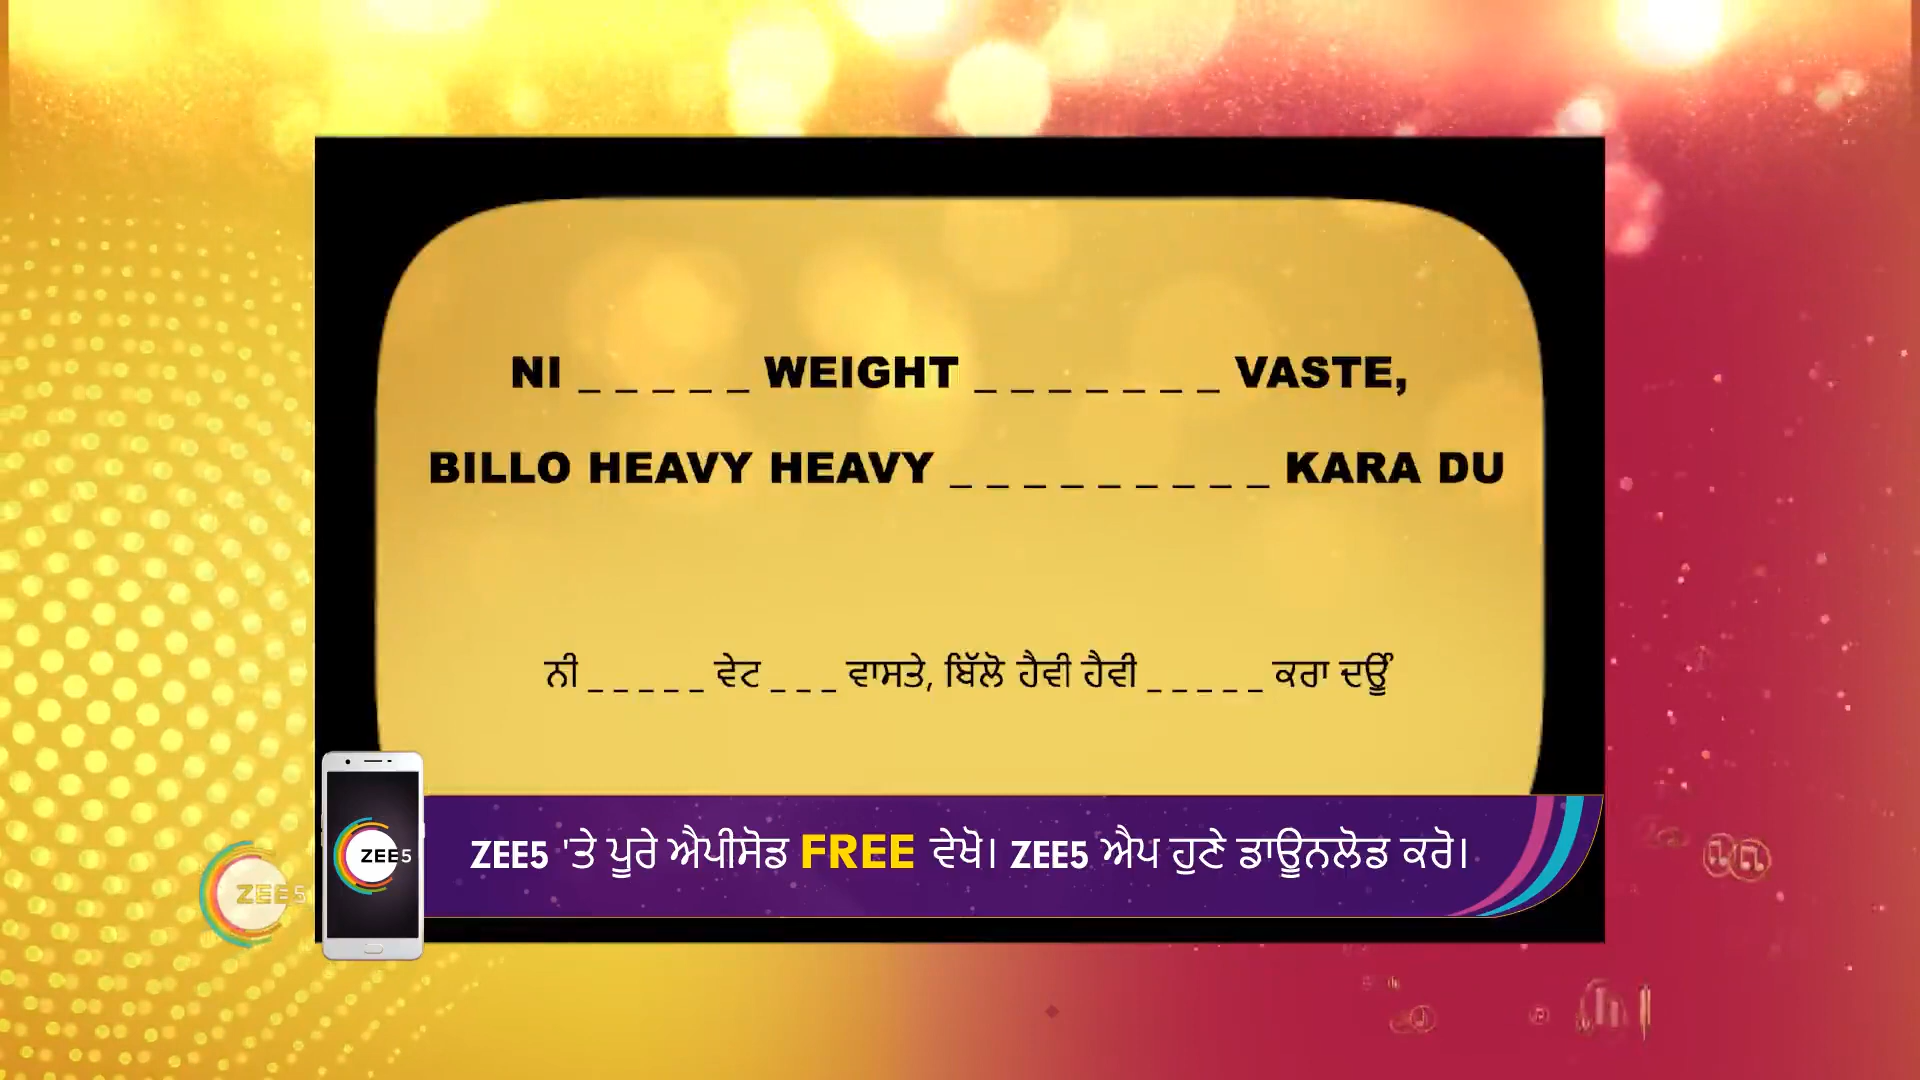 NI _ _ _ _ _ WEIGHT _ _ _ _ _ _ _ VASTE,
BILLO HEAVY HEAVY _ _ _ _ _ _ _ _ _ KARA DU
ਨੀ _ _ _ _ _ ਵੇਟ _ _ _ ਵਾਸਤੇ, ਬਿੱਲੋ ਹੈਵੀ ਹੈਵੀ _ _ _ _ _ ਕਰਾ ਦਊਁ
ZEE5
ZEE5 'ਤੇ ਪੂਰੇ ਐਪੀਸੋਡ FREE ਵੇਖੋ। ZEE5 ਐਪ ਹੁਣੇ ਡਾਊਨਲੋਡ ਕਰੋ।
ZEE5